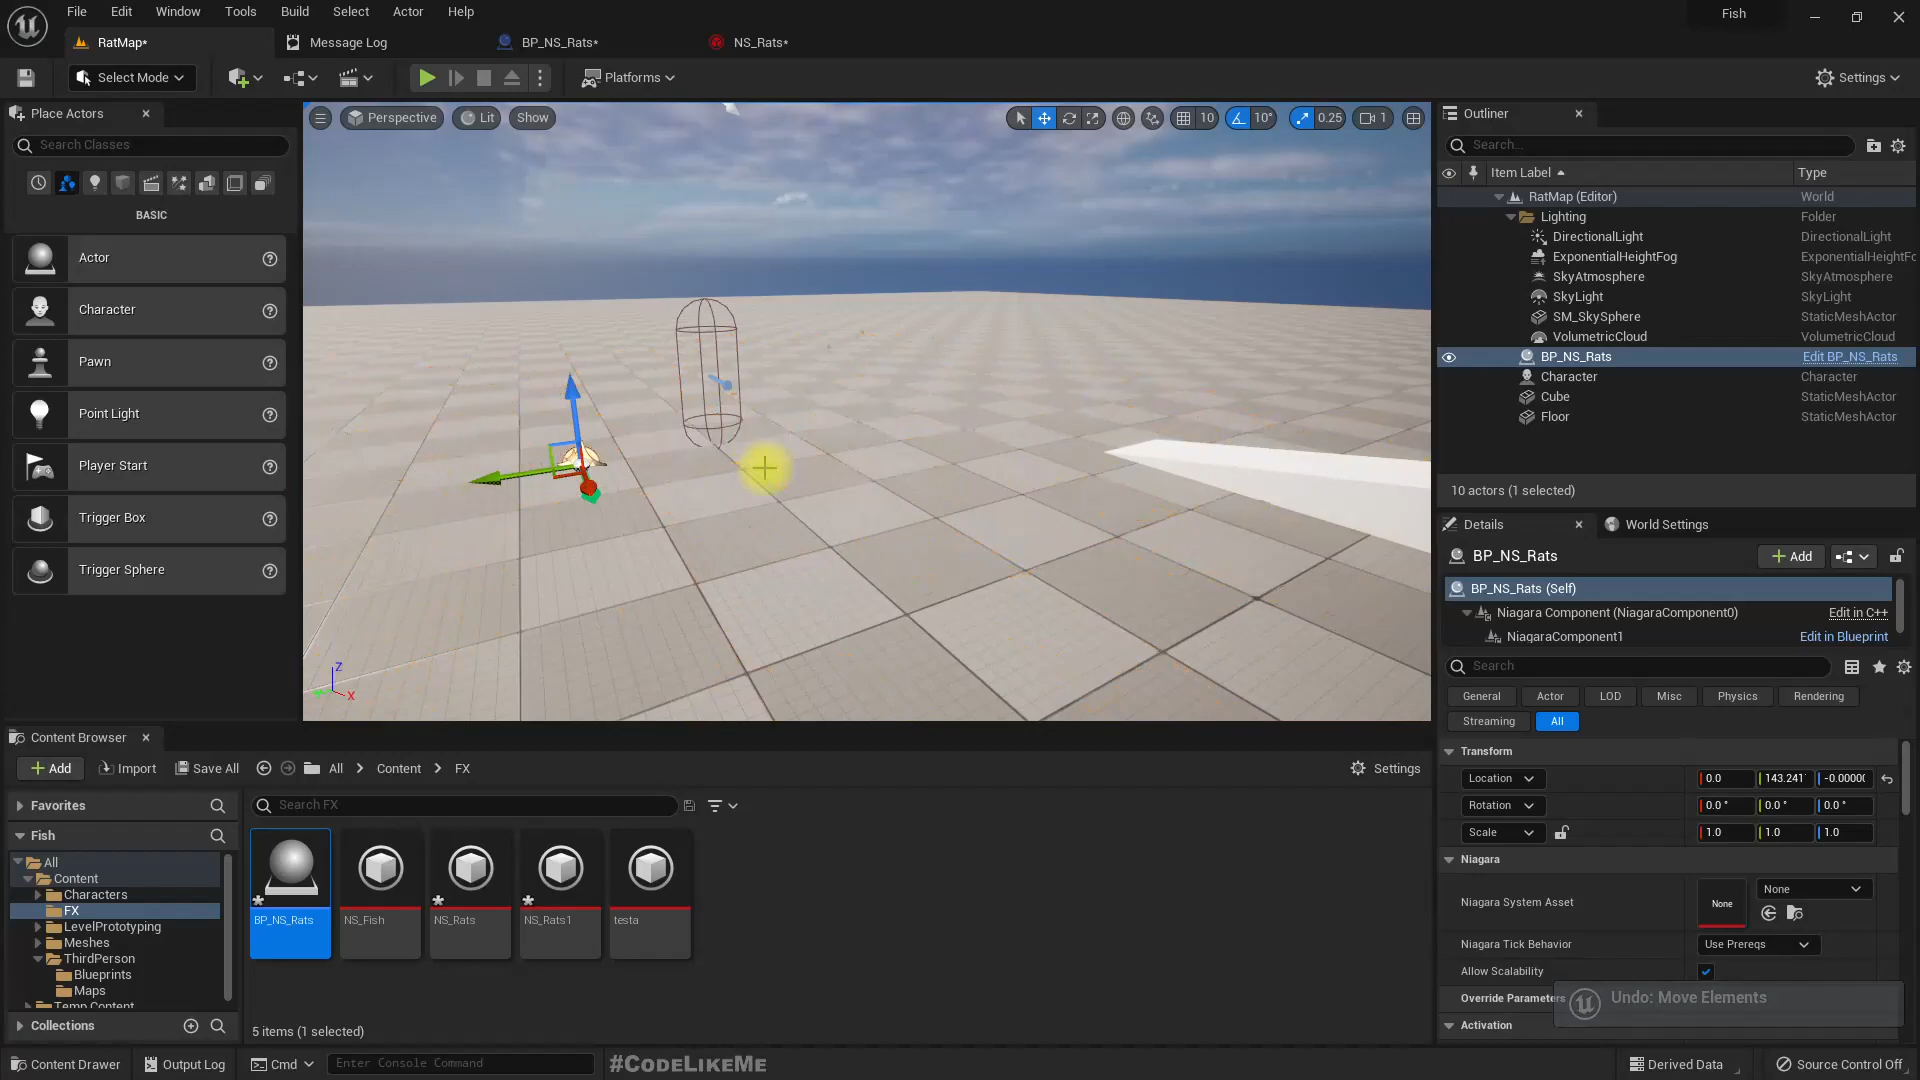 File Edit Window Tools Build Select Actor Help
Fish
RatMap*
Message Log
BP_NS_Rats*
NS_Rats*
Select Mode
Platforms
Settings
Place Actors
Search Classes
BASIC
Actor
Character
Pawn
Point Light
Player Start
Trigger Box
Trigger Sphere
Perspective
Lit
Show
10
10°
0.25
1
Z
X
Outliner
Search...
Item Label
Type
RatMap (Editor) World
Lighting Folder
DirectionalLight DirectionalLight
ExponentialHeightFog ExponentialHeightFo
SkyAtmosphere SkyAtmosphere
SkyLight SkyLight
SM_SkySphere StaticMeshActor
VolumetricCloud VolumetricCloud
BP_NS_Rats Edit BP_NS_Rats
Character Character
Cube StaticMeshActor
Floor StaticMeshActor
10 actors (1 selected)
Details
World Settings
BP_NS_Rats
Add
BP_NS_Rats (Self)
Niagara Component (NiagaraComponent0) Edit in C++
NiagaraComponent1 Edit in Blueprint
Search
General Actor LOD Misc Physics Rendering
Streaming All
Transform
Location 0.0 143.241 -0.0000
Rotation 0.0 ° 0.0 ° 0.0 °
Scale 1.0 1.0 1.0
Niagara
Niagara System Asset
None
None
Niagara Tick Behavior Use Prereqs
Allow Scalability
Override Parameters
Undo: Move Elements
Activation
Content Browser
Add
Import
Save All
All
Content
FX
Settings
Favorites
Fish
All
Content
Characters
FX
LevelPrototyping
Meshes
ThirdPerson
Blueprints
Maps
Temp Content
Collections
Search FX
BP_NS_Rats
NS_Fish
NS_Rats
NS_Rats1
testa
5 items (1 selected)
Content Drawer
Output Log
Cmd
Enter Console Command
#CodeLikeMe
Derived Data
Source Control Off